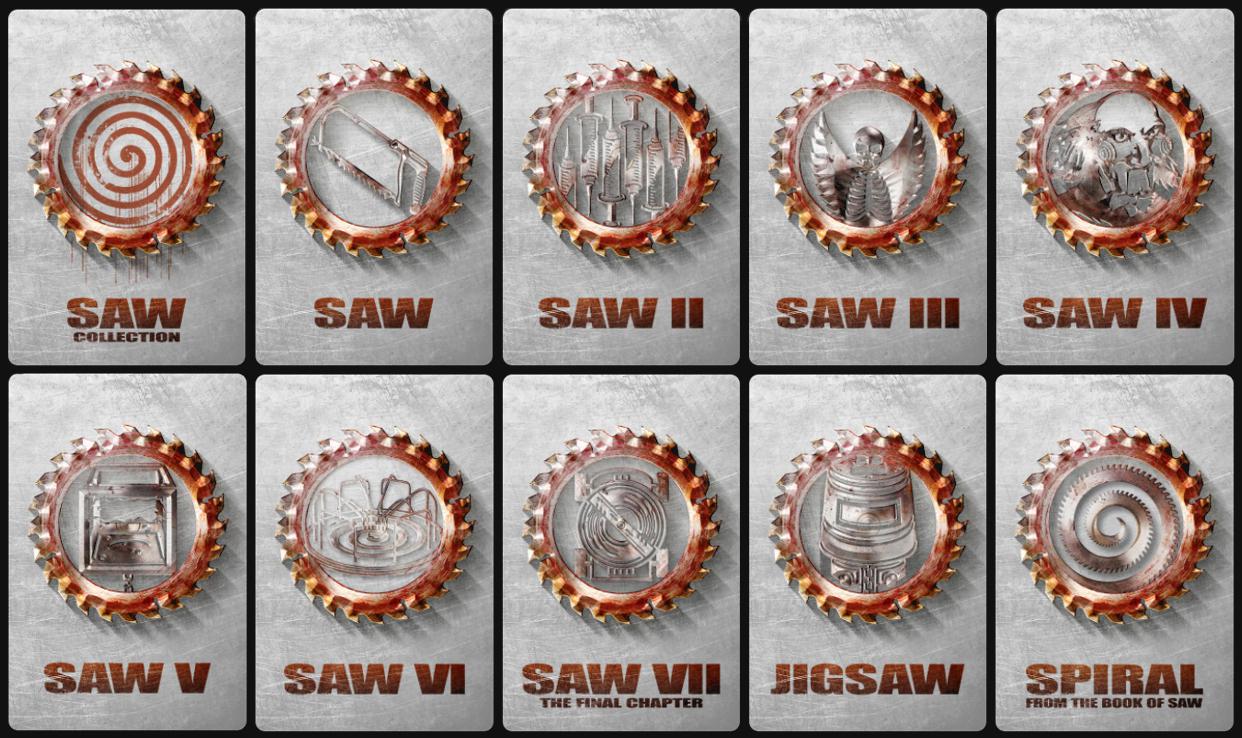 SAW
COLLECTION
SAW
SAW II
SAW III
SAW IV
SAW V
SAW VI
SAW VII
THE FINAL CHAPTER
JIGSAW
SPIRAL
FROM THE BOOK OF SAW